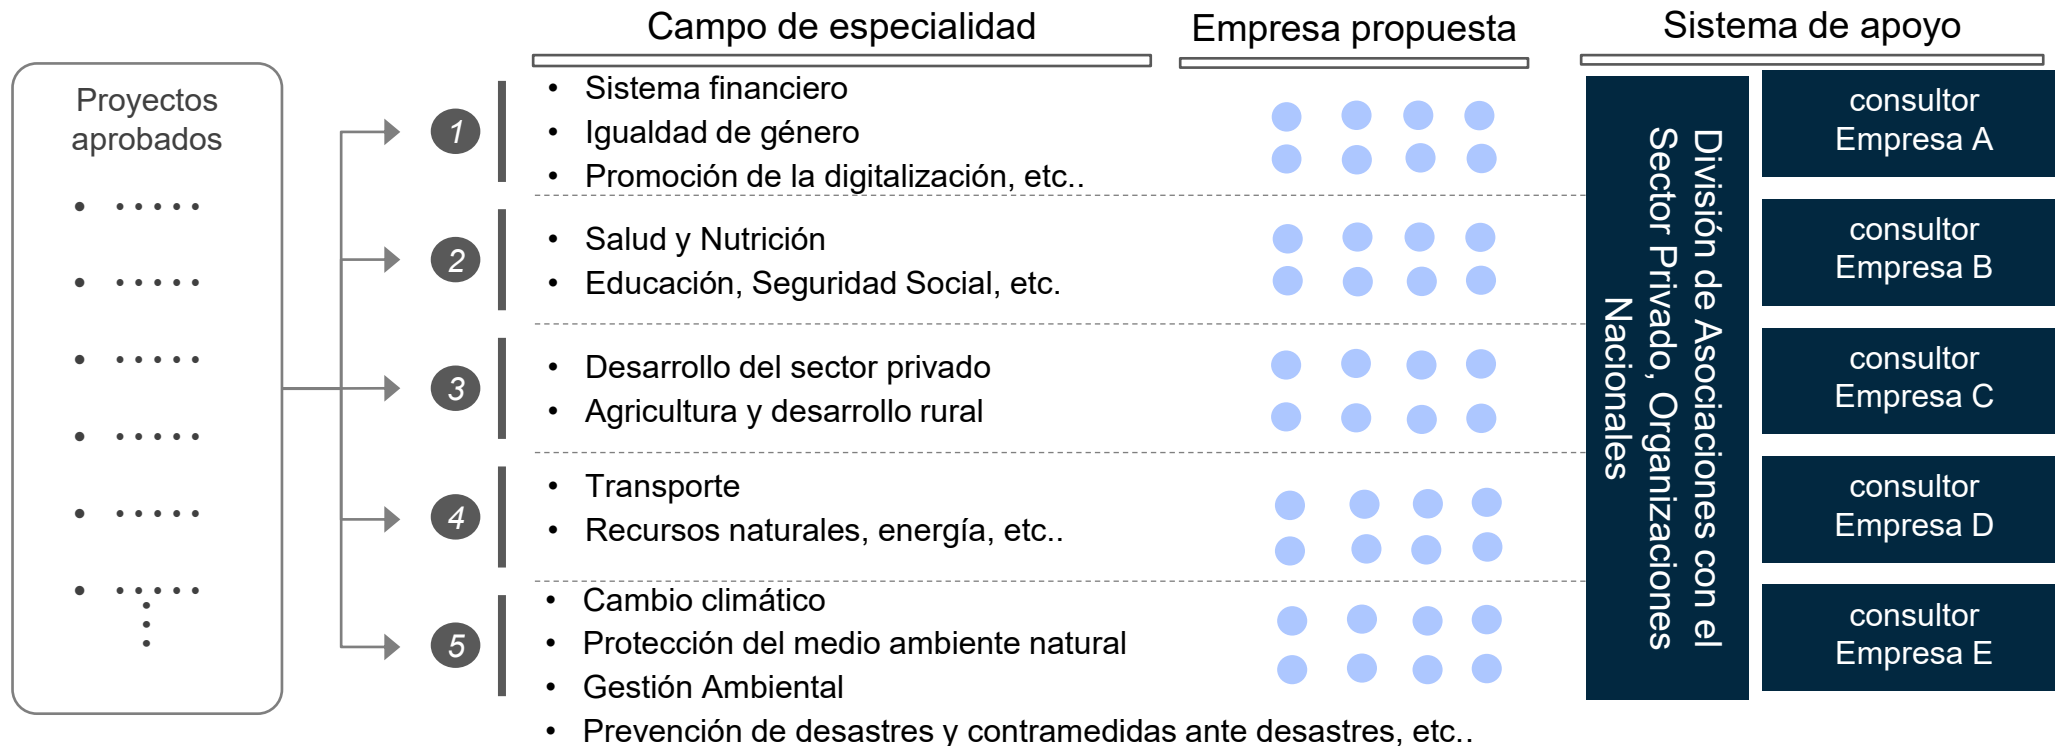 Campo de especialidad
Empresa propuesta
Sistema de apoyo
Proyectos
aprobados
• • • • • •
• • • • • •
• • • • • •
• • • • • •
• • • • • •
• • • • • •
1
• Sistema financiero
• Igualdad de género
• Promoción de la digitalización, etc..
2
• Salud y Nutrición
• Educación, Seguridad Social, etc.
3
• Desarrollo del sector privado
• Agricultura y desarrollo rural
4
• Transporte
• Recursos naturales, energía, etc..
5
• Cambio climático
• Protección del medio ambiente natural
• Gestión Ambiental
• Prevención de desastres y contramedidas ante desastres, etc..
División de Asociaciones con el
Sector Privado, Organizaciones
Nacionales
consultor
Empresa A
consultor
Empresa B
consultor
Empresa C
consultor
Empresa D
consultor
Empresa E